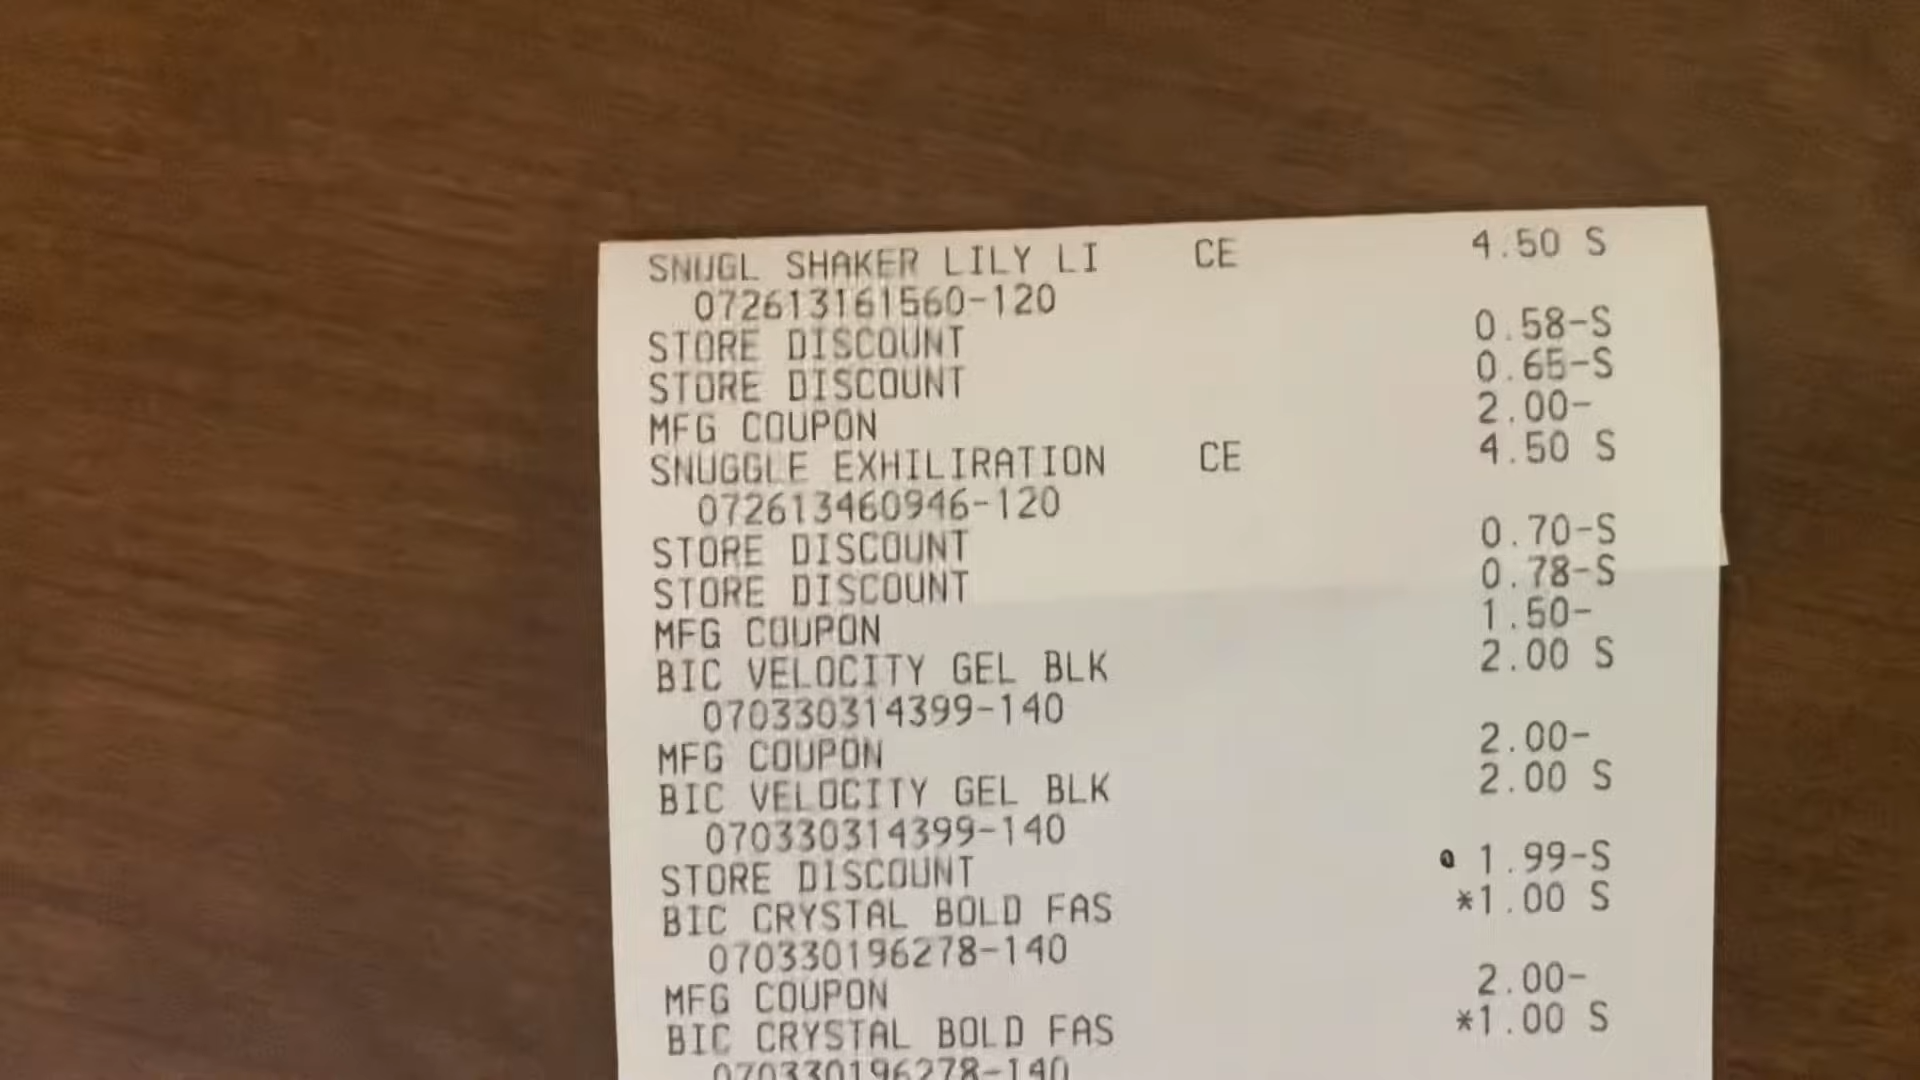 SNUGL SHAKER LILY LI CE 4.50 S
072613161560-120
STORE DISCOUNT 0.58-S
STORE DISCOUNT 0.65-S
MFG COUPON 2.00-
SNUGGLE EXHILIRATION CE 4.50 S
072613460946-120
STORE DISCOUNT 0.70-S
STORE DISCOUNT 0.78-S
MFG COUPON 1.50-
BIC VELOCITY GEL BLK 2.00 S
070330314399-140
MFG COUPON 2.00-
BIC VELOCITY GEL BLK 2.00 S
070330314399-140
STORE DISCOUNT 1.99-S
BIC CRYSTAL BOLD FAS *1.00 S
070330196278-140
MFG COUPON 2.00-
BIC CRYSTAL BOLD FAS *1.00 S
070330196278-140